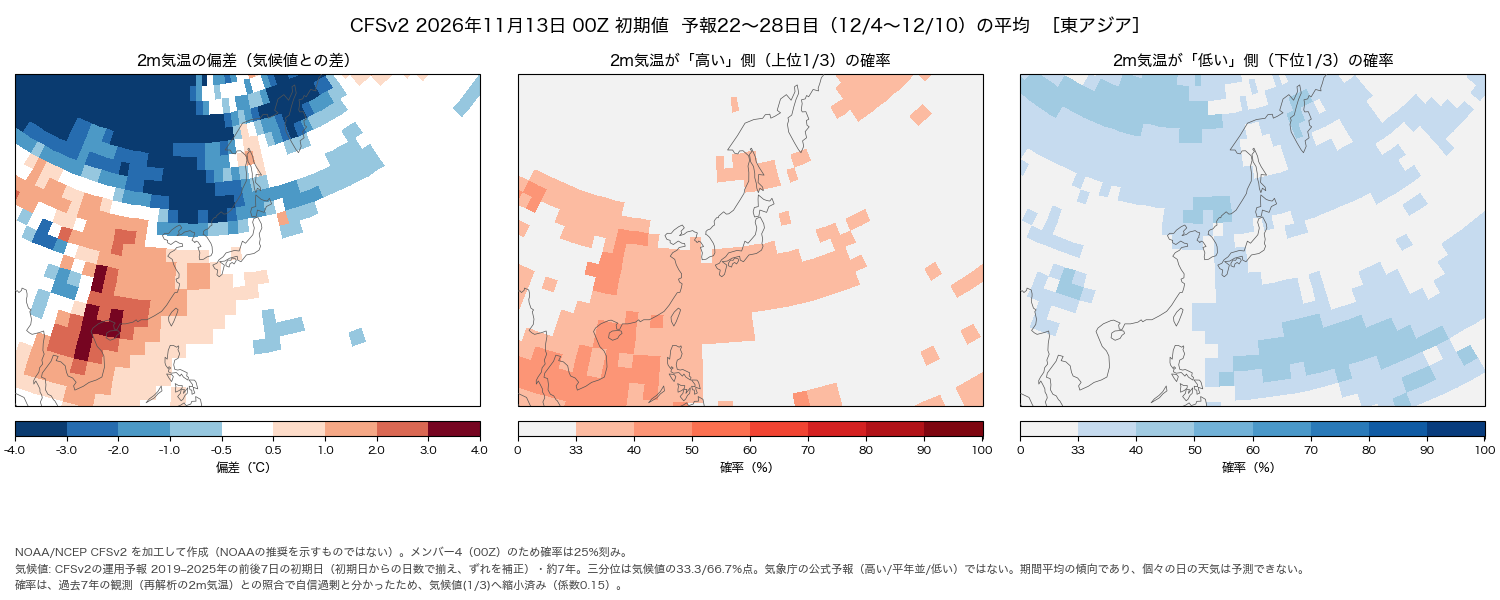 CFSv2 2026年11月13日 00Z 初期値 予報22～28日目（12/4～12/10）の平均 ［東アジア］
2m気温の偏差（気候値との差）
2m気温が「高い」側（上位1/3）の確率
2m気温が「低い」側（下位1/3）の確率
-4.0 -3.0 -2.0 -1.0 -0.5 0.5 1.0 2.0 3.0 4.0
偏差（℃）
0 33 40 50 60 70 80 90 100
確率（%）
0 33 40 50 60 70 80 90 100
確率（%）
NOAA/NCEP CFSv2 を加工して作成（NOAAの推奨を示すものではない）。メンバー4（00Z）のため確率は25%刻み。
気候値: CFSv2の運用予報 2019–2025年の前後7日の初期日（初期日からの日数で揃え、ずれを補正）・約7年。三分位は気候値の33.3/66.7%点。気象庁の公式予報（高い/平年並/低い）ではない。期間平均の傾向であり、個々の日の天気は予測できない。
確率は、過去7年の観測（再解析の2m気温）との照合で自信過剰と分かったため、気候値(1/3)へ縮小済み（係数0.15）。